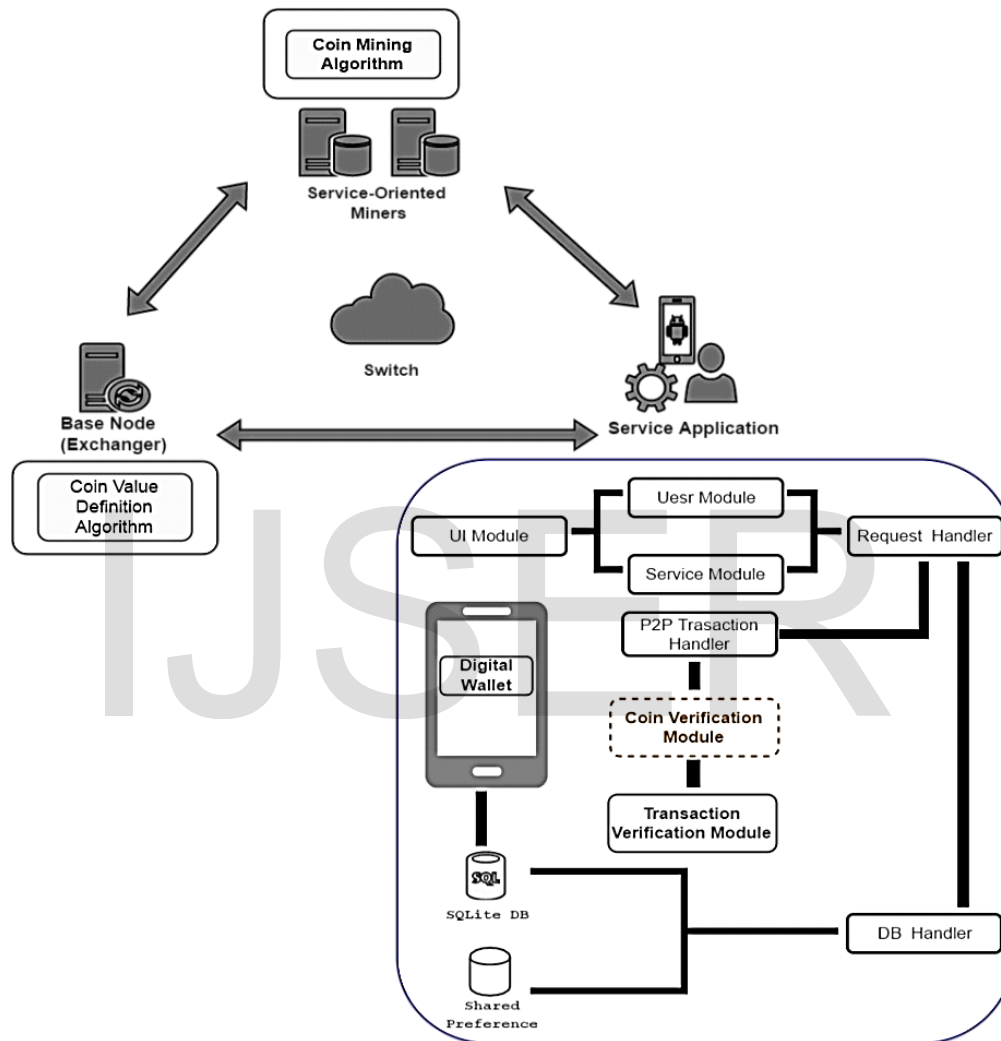 Coin Mining
Algorithm
Service-Oriented
Miners
Switch
Base Node
(Exchanger)
Service Application
Coin Value
Definition
Algorithm
Uesr Module
UI Module
Request Handler
Service Module
P2P Trasaction
Handler
Digital
Wallet
Coin Verification
Module
Transaction
Verification Module
SQL
SQLite DB
DB Handler
Shared
Preference
IJSER